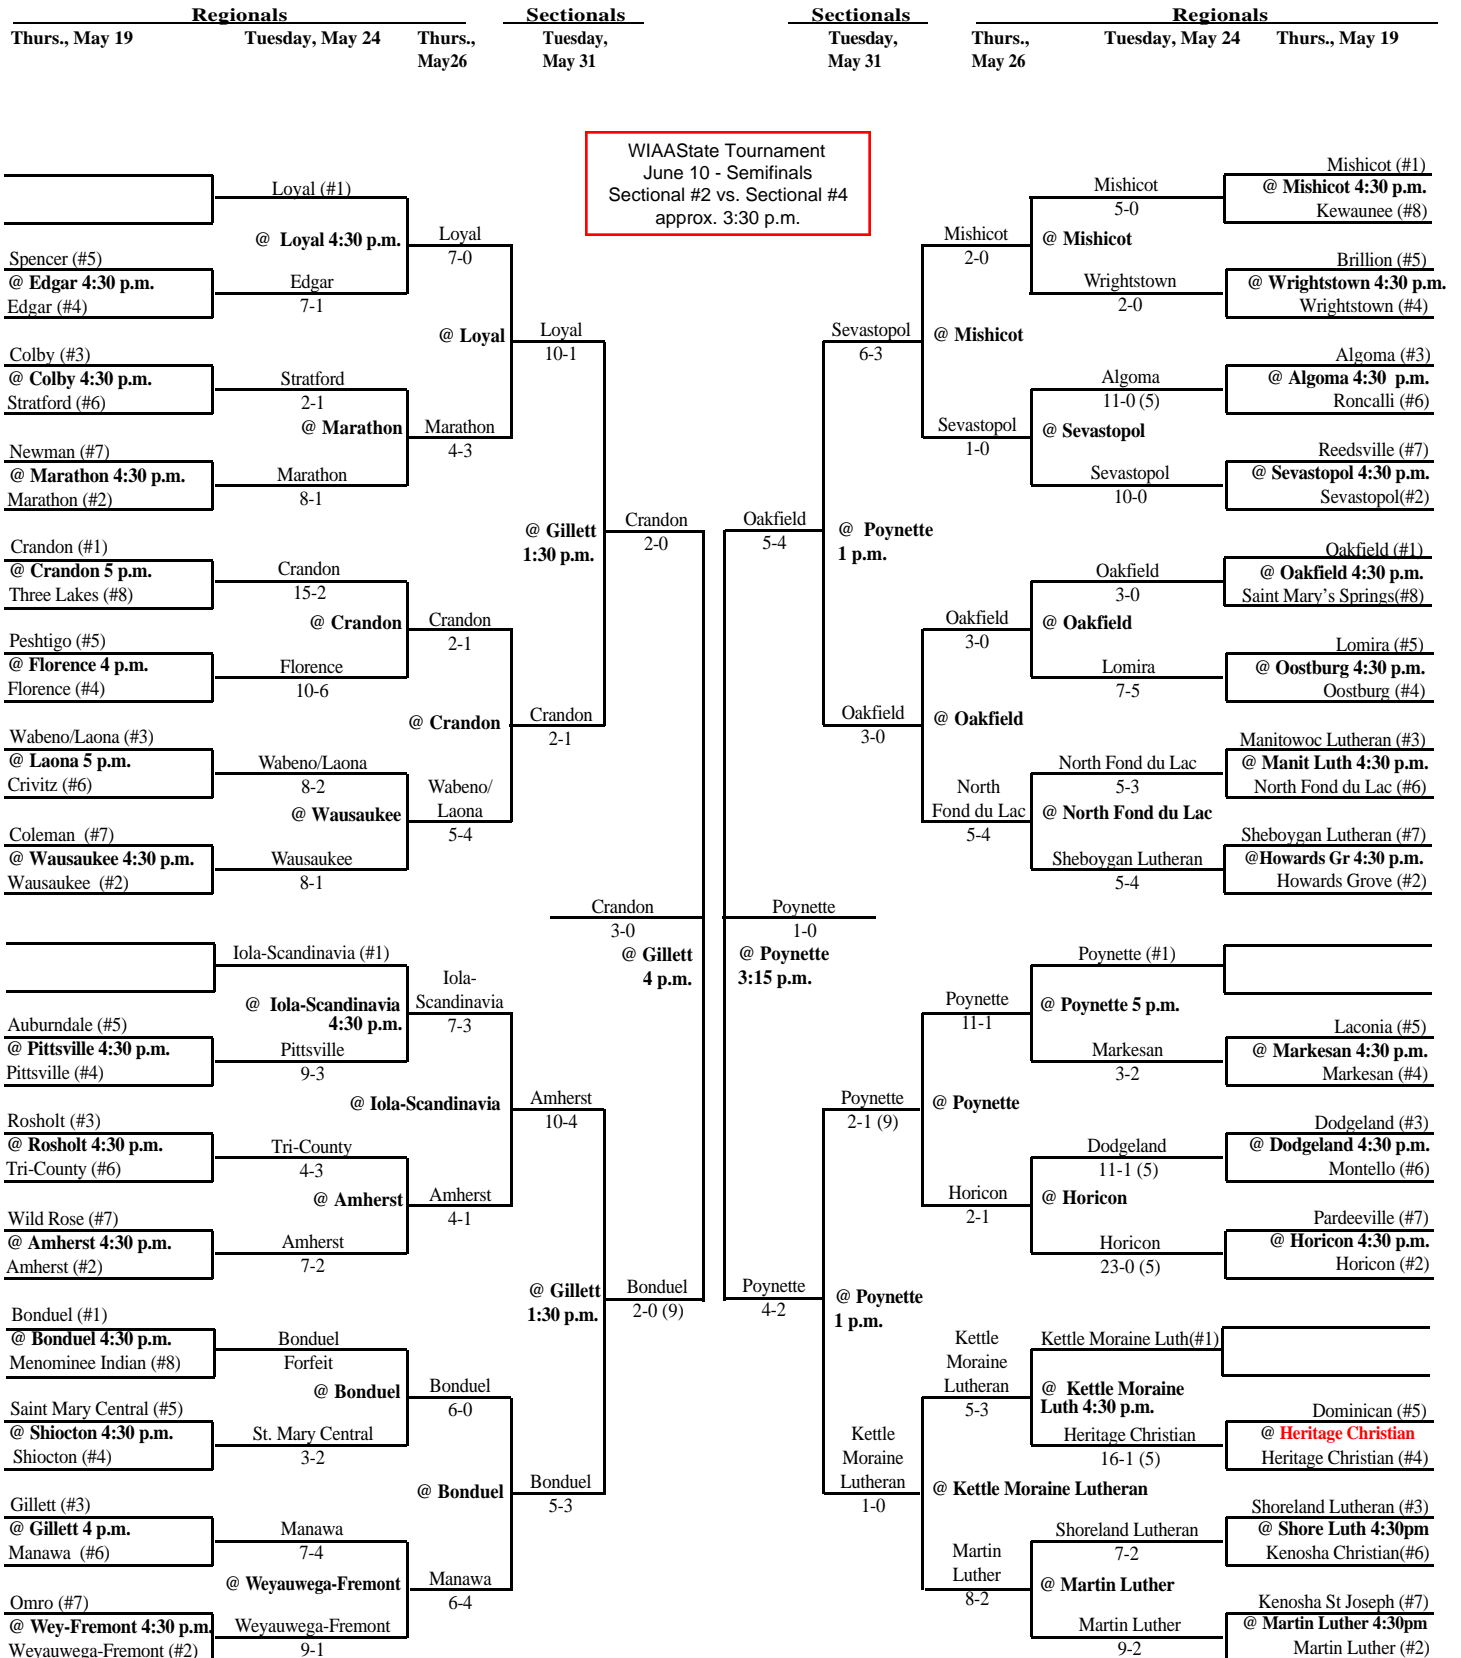 Regionals
Sectionals
Sectionals
Regionals
Thurs., May 19
Tuesday, May 24
Thurs.,
May26
Tuesday,
May 31
Tuesday,
May 31
Thurs.,
May 26
Tuesday, May 24
Thurs., May 19
WIAAState Tournament
June 10 - Semifinals
Sectional #2 vs. Sectional #4
approx. 3:30 p.m.
Spencer (#5)
@ Edgar 4:30 p.m.
Edgar (#4)
Colby (#3)
@ Colby 4:30 p.m.
Stratford (#6)
Newman (#7)
@ Marathon 4:30 p.m.
Marathon (#2)
Crandon (#1)
@ Crandon 5 p.m.
Three Lakes (#8)
Peshtigo (#5)
@ Florence 4 p.m.
Florence (#4)
Wabeno/Laona (#3)
@ Laona 5 p.m.
Crivitz (#6)
Coleman (#7)
@ Wausaukee 4:30 p.m.
Wausaukee (#2)
Auburndale (#5)
@ Pittsville 4:30 p.m.
Pittsville (#4)
Rosholt (#3)
@ Rosholt 4:30 p.m.
Tri-County (#6)
Wild Rose (#7)
@ Amherst 4:30 p.m.
Amherst (#2)
Bonduel (#1)
@ Bonduel 4:30 p.m.
Menominee Indian (#8)
Saint Mary Central (#5)
@ Shiocton 4:30 p.m.
Shiocton (#4)
Gillett (#3)
@ Gillett 4 p.m.
Manawa (#6)
Omro (#7)
@ Wey-Fremont 4:30 p.m.
Weyauwega-Fremont (#2)
Loyal (#1)
@ Loyal 4:30 p.m.
Edgar
7-1
Stratford
2-1
@ Marathon
Marathon
8-1
Crandon
15-2
@ Crandon
Florence
10-6
Wabeno/Laona
8-2
@ Wausaukee
Wausaukee
8-1
Iola-Scandinavia (#1)
@ Iola-Scandinavia
4:30 p.m.
Pittsville
9-3
Tri-County
4-3
@ Amherst
Amherst
7-2
Bonduel
Forfeit
@ Bonduel
St. Mary Central
3-2
Manawa
7-4
@ Weyauwega-Fremont
Weyauwega-Fremont
9-1
Loyal
7-0
@ Loyal
Marathon
4-3
Crandon
2-1
@ Crandon
Wabeno/
Laona
5-4
Iola-
Scandinavia
7-3
@ Iola-Scandinavia
Amherst
4-1
Bonduel
6-0
@ Bonduel
Manawa
6-4
Loyal
10-1
@ Gillett
1:30 p.m.
Crandon
2-1
Amherst
10-4
@ Gillett
1:30 p.m.
Bonduel
5-3
Crandon
2-0
Crandon
3-0
@ Gillett
4 p.m.
Bonduel
2-0 (9)
Oakfield
5-4
Poynette
1-0
@ Poynette
3:15 p.m.
Poynette
4-2
Sevastopol
6-3
@ Poynette
1 p.m.
Oakfield
3-0
Poynette
2-1 (9)
@ Poynette
1 p.m.
Kettle
Moraine
Lutheran
1-0
Mishicot
2-0
@ Mishicot
Sevastopol
1-0
Oakfield
3-0
@ Oakfield
North
Fond du Lac
5-4
Poynette
11-1
@ Poynette
Horicon
2-1
Kettle
Moraine
Lutheran
5-3
@ Kettle Moraine Lutheran
Martin
Luther
8-2
Mishicot
5-0
@ Mishicot
Wrightstown
2-0
Algoma
11-0 (5)
@ Sevastopol
Sevastopol
10-0
Oakfield
3-0
@ Oakfield
Lomira
7-5
North Fond du Lac
5-3
@ North Fond du Lac
Sheboygan Lutheran
5-4
Poynette (#1)
@ Poynette 5 p.m.
Markesan
3-2
Dodgeland
11-1 (5)
@ Horicon
Horicon
23-0 (5)
Kettle Moraine Luth(#1)
@ Kettle Moraine
Luth 4:30 p.m.
Heritage Christian
16-1 (5)
Shoreland Lutheran
7-2
@ Martin Luther
Martin Luther
9-2
Mishicot (#1)
@ Mishicot 4:30 p.m.
Kewaunee (#8)
Brillion (#5)
@ Wrightstown 4:30 p.m.
Wrightstown (#4)
Algoma (#3)
@ Algoma 4:30 p.m.
Roncalli (#6)
Reedsville (#7)
@ Sevastopol 4:30 p.m.
Sevastopol(#2)
Oakfield (#1)
@ Oakfield 4:30 p.m.
Saint Mary's Springs(#8)
Lomira (#5)
@ Oostburg 4:30 p.m.
Oostburg (#4)
Manitowoc Lutheran (#3)
@ Manit Luth 4:30 p.m.
North Fond du Lac (#6)
Sheboygan Lutheran (#7)
@Howards Gr 4:30 p.m.
Howards Grove (#2)
Laconia (#5)
@ Markesan 4:30 p.m.
Markesan (#4)
Dodgeland (#3)
@ Dodgeland 4:30 p.m.
Montello (#6)
Pardeeville (#7)
@ Horicon 4:30 p.m.
Horicon (#2)
Dominican (#5)
@ Heritage Christian
Heritage Christian (#4)
Shoreland Lutheran (#3)
@ Shore Luth 4:30pm
Kenosha Christian(#6)
Kenosha St Joseph (#7)
@ Martin Luther 4:30pm
Martin Luther (#2)